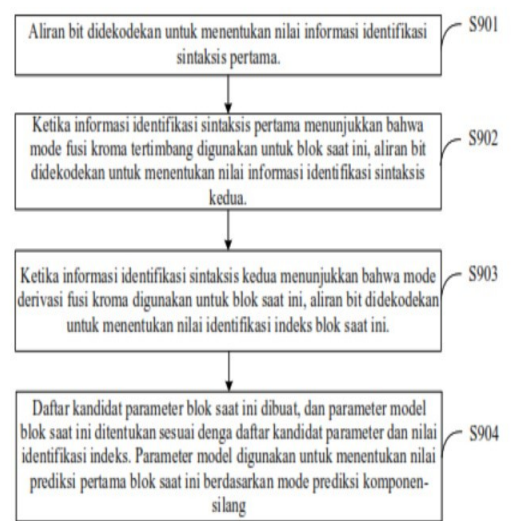 Aliran bit didekodekan untuk menentukan nilai informasi identifikasi
sintaksis pertama.
S901
Ketika informasi identifikasi sintaksis pertama menunjukkan bahwa
mode fusi kroma tertimbang digunakan untuk blok saat ini, aliran bit
didekodekan untuk menentukan nilai informasi identifikasi sintaksis
kedua.
S902
Ketika informasi identifikasi sintaksis kedua menunjukkan bahwa mode
derivasi fusi kroma digunakan untuk blok saat ini, aliran bit didekodekan
untuk menentukan nilai identifikasi indeks blok saat ini.
S903
Daftar kandidat parameter blok saat ini dibuat, dan parameter model
blok saat ini ditentukan sesuai denga daftar kandidat parameter dan nilai
identifikasi indeks. Parameter model digunakan untuk menentukan nilai
prediksi pertama blok saat ini berdasarkan mode prediksi komponen-
silang
S904